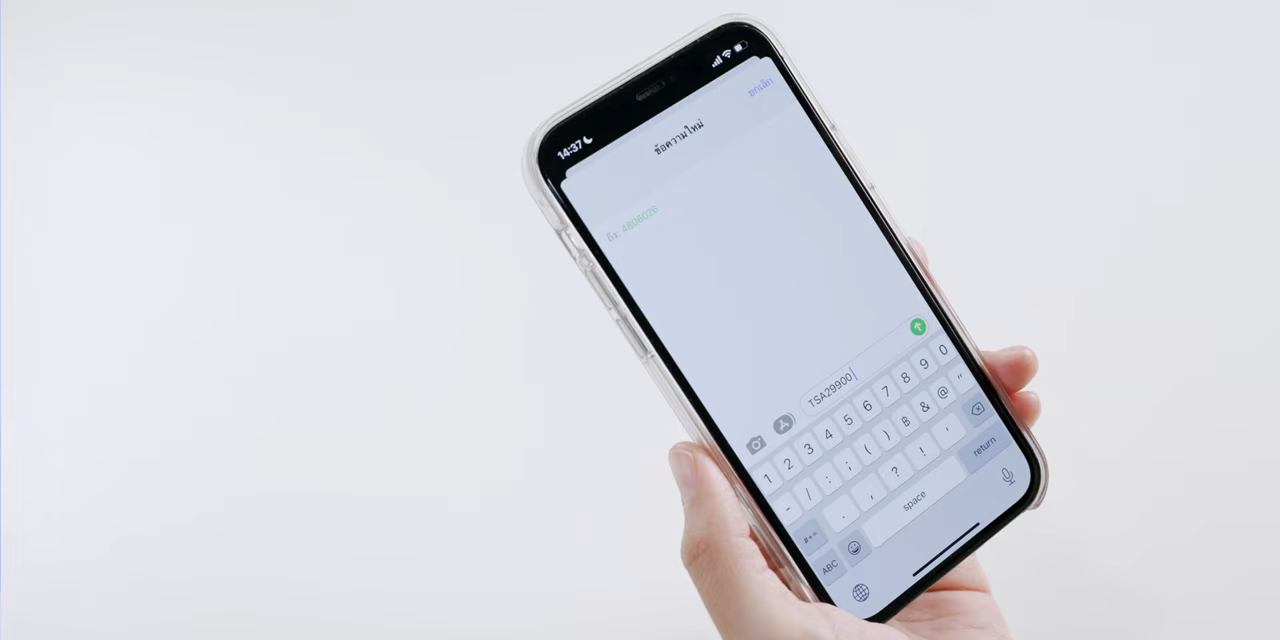 14:37
ยกเลิก
ข้อความใหม่
ถึง: 4806026
TSA29900
1 2 3 4 5 6 7 8 9 0
- / : ; ( ) ฿ & @ "
#+= . , ? ! '
ABC space return